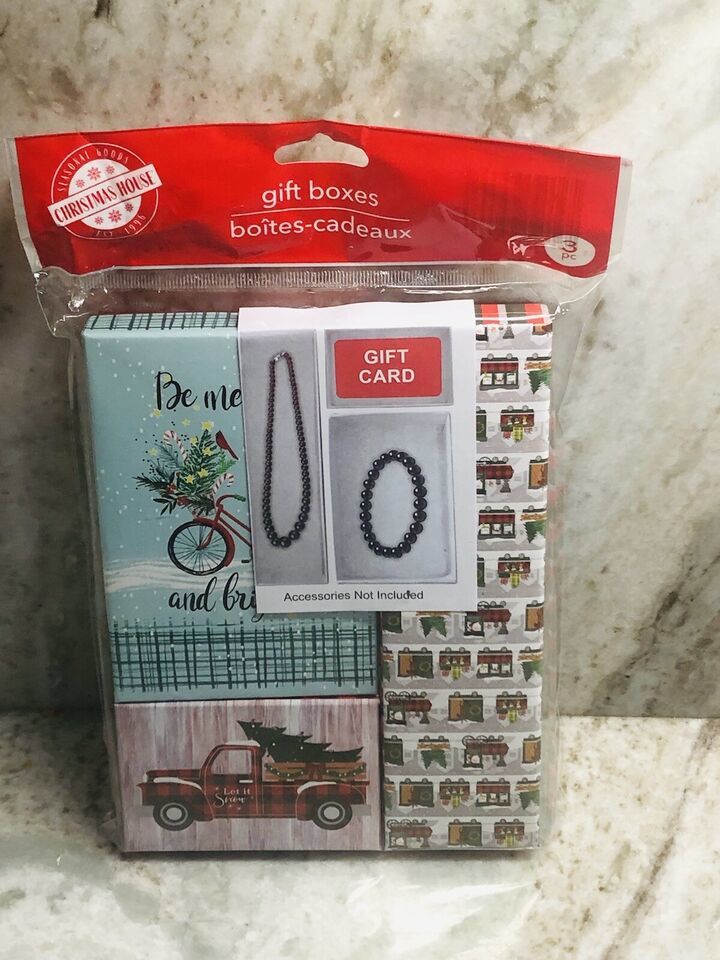 SEASONAL GOODS
CHRISTMAS HOUSE
EST 1996
gift boxes
boîtes-cadeaux
3
pc
Be me
and bri
GIFT
CARD
Accessories Not Included
Let it
Snow